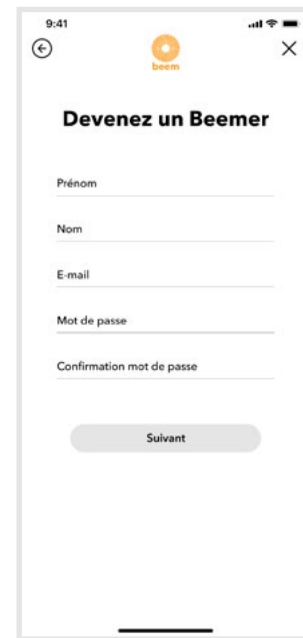 9:41
beem
Devenez un Beemer
Prénom
Nom
E-mail
Mot de passe
Confirmation mot de passe
Suivant